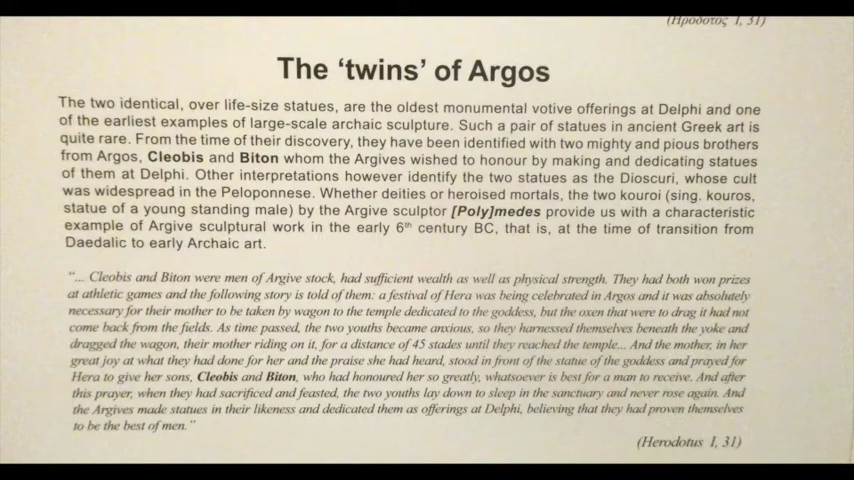 (Ηρόδοτος Ι, 31)
The ‘twins’ of Argos
The two identical, over life-size statues, are the oldest monumental votive offerings at Delphi and one
of the earliest examples of large-scale archaic sculpture. Such a pair of statues in ancient Greek art is
quite rare. From the time of their discovery, they have been identified with two mighty and pious brothers
from Argos, Cleobis and Biton whom the Argives wished to honour by making and dedicating statues
of them at Delphi. Other interpretations however identify the two statues as the Dioscuri, whose cult
was widespread in the Peloponnese. Whether deities or heroised mortals, the two kouroi (sing. kouros,
statue of a young standing male) by the Argive sculptor [Poly]medes provide us with a characteristic
example of Argive sculptural work in the early 6th century BC, that is, at the time of transition from
Daedalic to early Archaic art.
“... Cleobis and Biton were men of Argive stock, had sufficient wealth as well as physical strength. They had both won prizes
at athletic games and the following story is told of them: a festival of Hera was being celebrated in Argos and it was absolutely
necessary for their mother to be taken by wagon to the temple dedicated to the goddess, but the oxen that were to drag it had not
come back from the fields. As time passed, the two youths became anxious, so they harnessed themselves beneath the yoke and
dragged the wagon, their mother riding on it, for a distance of 45 stades until they reached the temple... And the mother, in her
great joy at what they had done for her and the praise she had heard, stood in front of the statue of the goddess and prayed for
Hera to give her sons, Cleobis and Biton, who had honoured her so greatly, whatsoever is best for a man to receive. And after
this prayer, when they had sacrificed and feasted, the two youths lay down to sleep in the sanctuary and never rose again. And
the Argives made statues in their likeness and dedicated them as offerings at Delphi, believing that they had proven themselves
to be the best of men.”
(Herodotus I, 31)